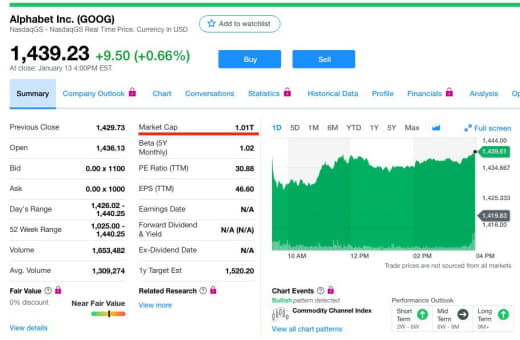 Alphabet Inc. (GOOG)
NasdaqGS - NasdaqGS Real Time Price. Currency in USD
Add to watchlist
1,439.23 +9.50 (+0.66%)
At close: January 13 4:00PM EST
Buy
Sell
Summary
Company Outlook
Chart
Conversations
Statistics
Historical Data
Profile
Financials
Analysis
Op
Previous Close 1,429.73
Open 1,436.13
Bid 0.00 x 1100
Ask 0.00 x 1000
Day's Range 1,426.02 -
1,440.25
52 Week Range 1,025.00 -
1,440.25
Volume 1,653,482
Avg. Volume 1,309,274
Market Cap 1.01T
Beta (5Y
Monthly) 1.02
PE Ratio (TTM) 30.88
EPS (TTM) 46.60
Earnings Date N/A
Forward Dividend
& Yield N/A (N/A)
Ex-Dividend Date N/A
1y Target Est 1,520.20
1D 5D 1M 6M YTD 1Y 5Y Max
Full screen
1,444.00
1,439.61
1,434.667
1,425.333
1,419.83
1,416.00
10 AM 12 PM 02 PM 04 PM
Trade prices are not sourced from all markets
Fair Value
0% discount
Near Fair Value
View details
Related Research
View more
Chart Events
Bullish pattern detected
Commodity Channel Index
View all chart patterns
Performance Outlook
Short
Term
2W - 6W
Mid
Term
6W - 9M
Long
Term
9M+